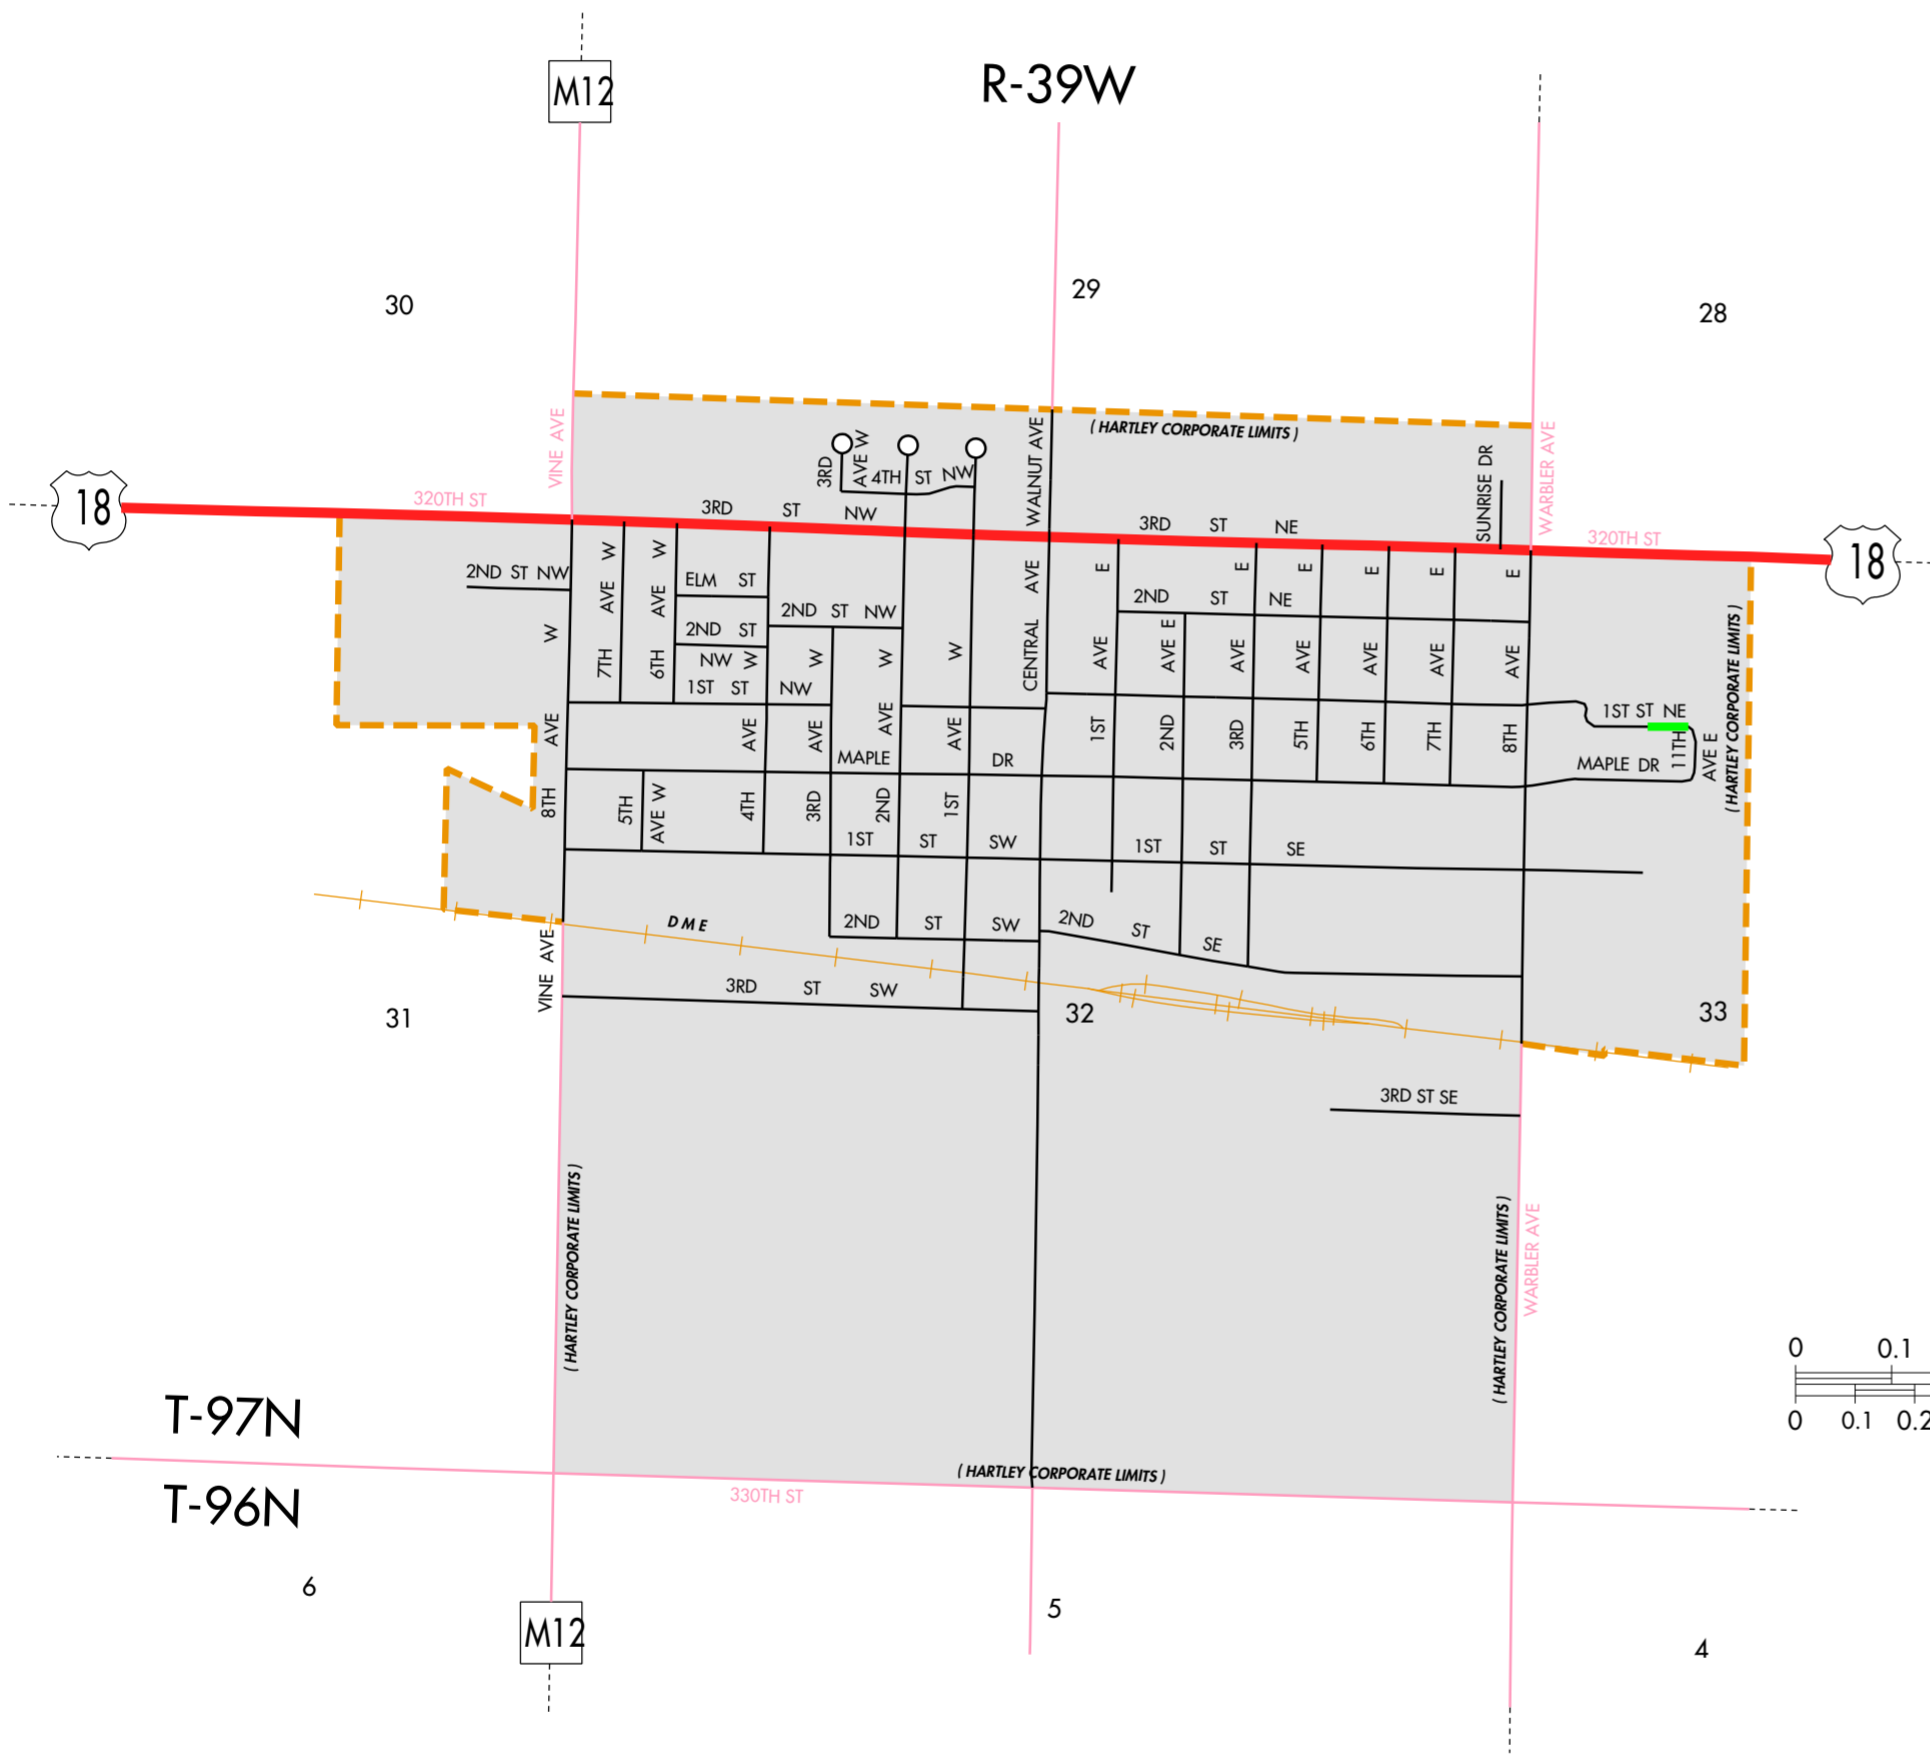 M12
R-39W
30
29
28
VINE AVE
WALNUT AVE
( HARTLEY CORPORATE LIMITS )
WARBLER AVE
SUNRISE DR
3RD AVE W
4TH ST NW
18
320TH ST
3RD ST NW
3RD ST NE
320TH ST
18
2ND ST NW
ELM ST
2ND ST NW
2ND ST NW
1ST ST NW
2ND ST NE
8TH AVE W
7TH AVE W
6TH AVE W
5TH AVE W
4TH AVE W
3RD AVE W
2ND AVE W
1ST AVE W
CENTRAL AVE
1ST AVE E
2ND AVE E
3RD AVE E
5TH AVE E
6TH AVE E
7TH AVE E
8TH AVE E
1ST ST NE
11TH AVE E
MAPLE DR
MAPLE DR
( HARTLEY CORPORATE LIMITS )
1ST ST SW
1ST ST SE
2ND ST SW
2ND ST SE
DME
VINE AVE
3RD ST SW
31
32
33
3RD ST SE
( HARTLEY CORPORATE LIMITS )
( HARTLEY CORPORATE LIMITS )
WARBLER AVE
0 0.1
0 0.1 0.2
T-97N
( HARTLEY CORPORATE LIMITS )
330TH ST
T-96N
6
5
4
M12